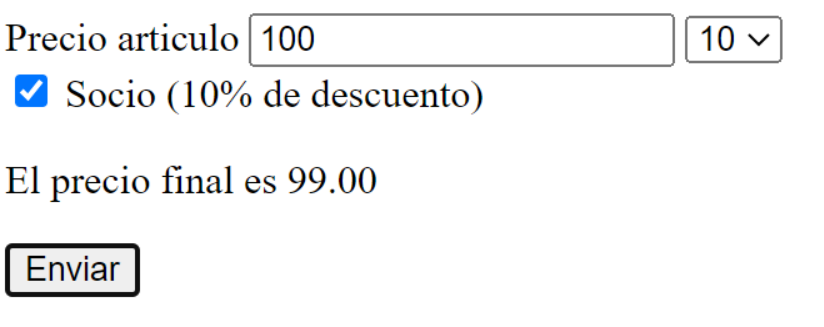 Precio articulo 100 10
Socio (10% de descuento)
El precio final es 99.00
Enviar